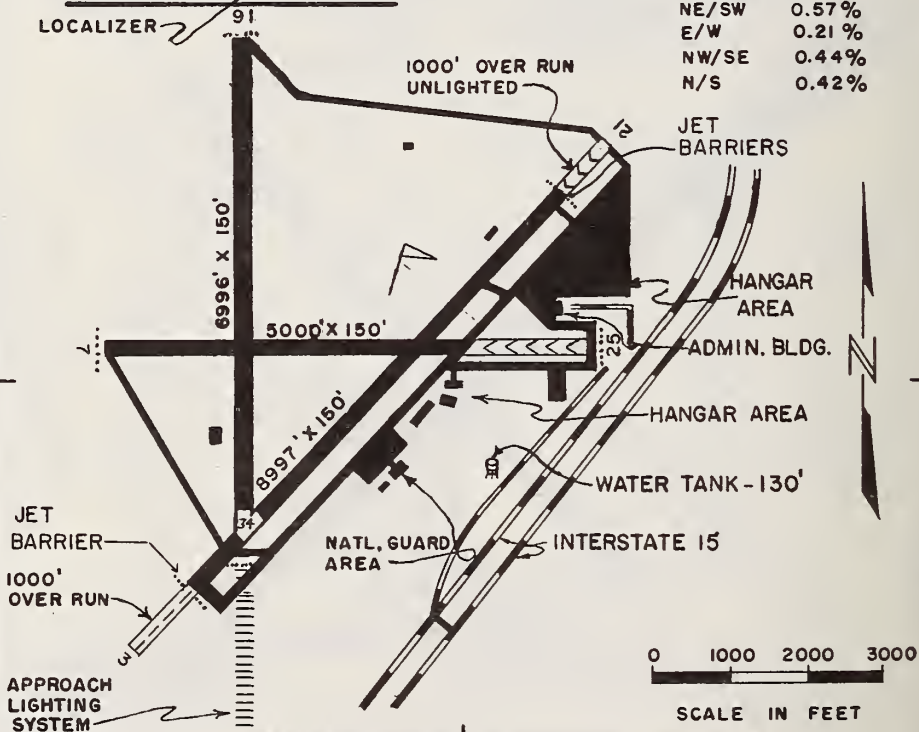 LOCALIZER
16
NE/SW 0.57%
E/W 0.21%
NW/SE 0.44%
N/S 0.42%
1000' OVER RUN
UNLIGHTED
21
JET
BARRIERS
6996' X 150'
HANGAR
AREA
5000' X 150'
7
25
ADMIN. BLDG.
N
HANGAR AREA
8997' X 150'
WATER TANK-130'
34
JET
BARRIER
NATL. GUARD
AREA
INTERSTATE 15
1000'
OVER RUN
3
0 1000 2000 3000
SCALE IN FEET
APPROACH
LIGHTING
SYSTEM